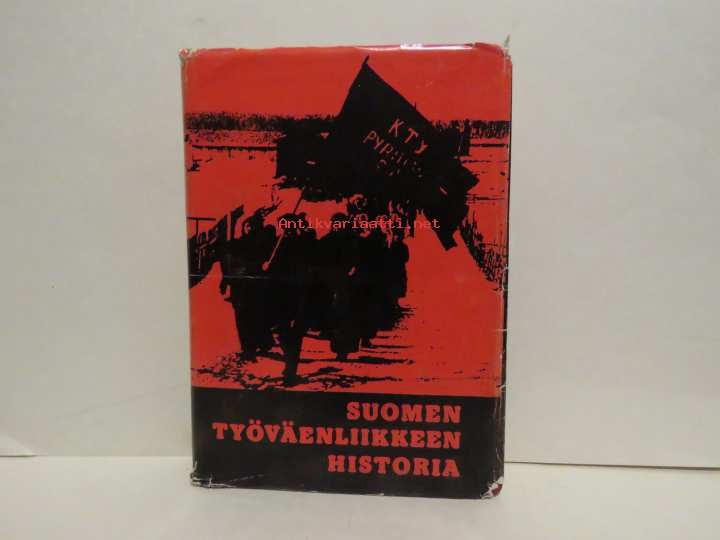 KTY
Antikvariaatti.net
SUOMEN
TYÖVÄENLIIKKEEN
HISTORIA